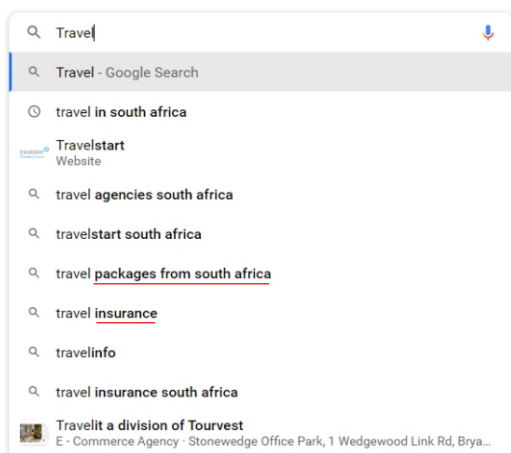 Travel
Travel - Google Search
travel in south africa
Travelstart
Website
travel agencies south africa
travelstart south africa
travel packages from south africa
travel insurance
travelinfo
travel insurance south africa
Travelit a division of Tourvest
E - Commerce Agency · Stonewedge Office Park, 1 Wedgewood Link Rd, Brya...